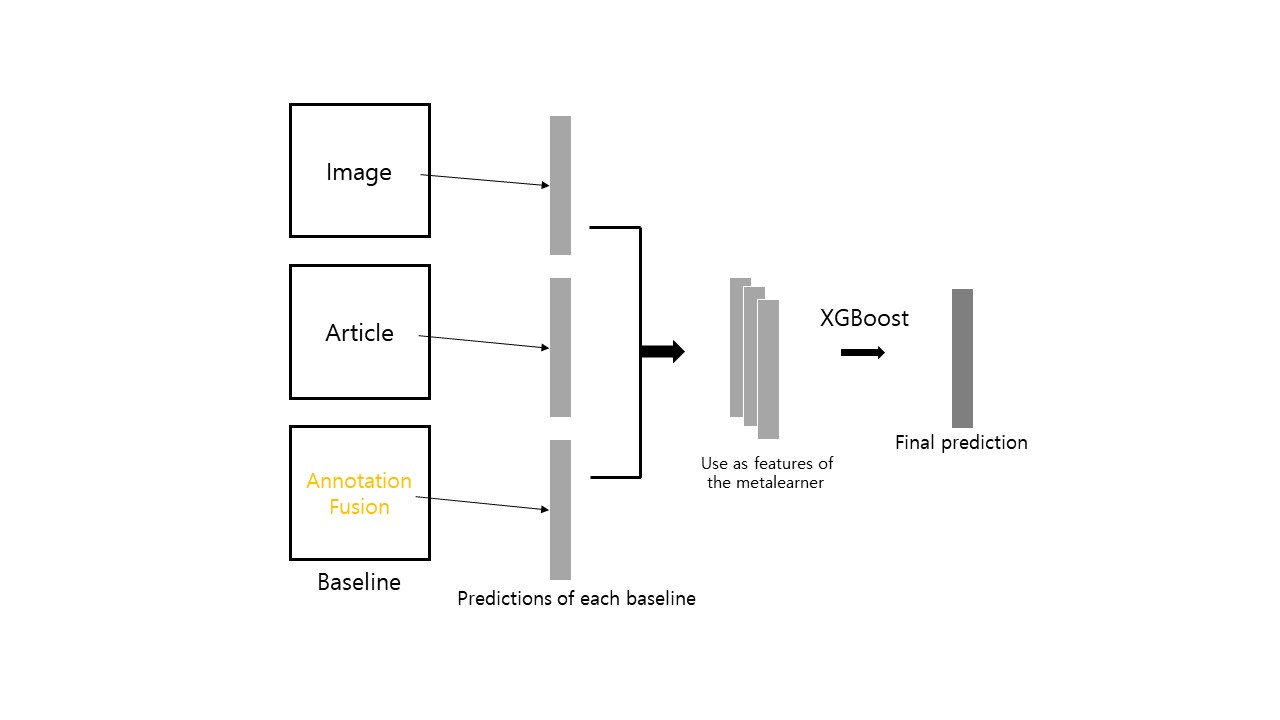 Image
Article
Annotation
Fusion
Baseline
Predictions of each baseline
Use as features of
the metalearner
XGBoost
Final prediction